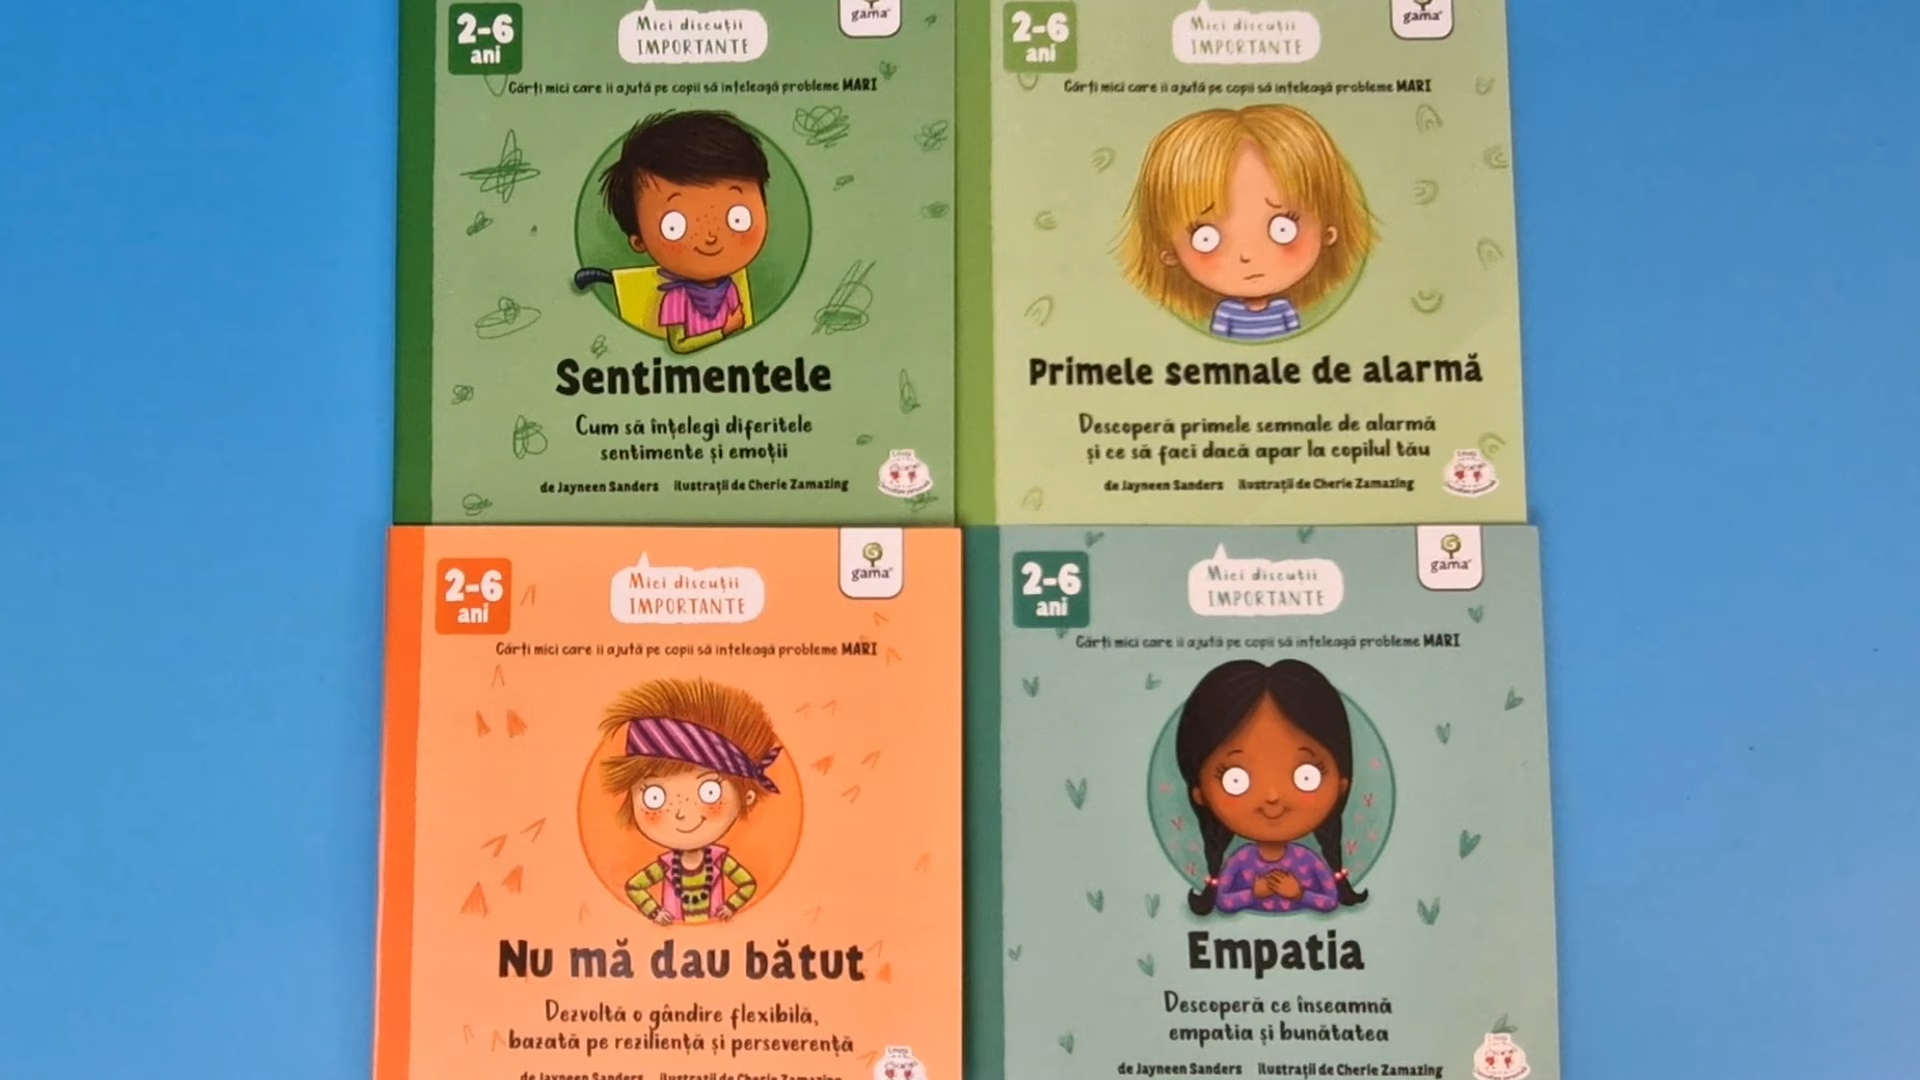 2-6
ani
Mici discuții
IMPORTANTE
gama
Cărți mici care îi ajută pe copii să înțeleagă probleme MARI
Sentimentele
Cum să înțelegi diferitele
sentimente și emoții
de Jayneen Sanders ilustrații de Cherie Zamazing
2-6
ani
Mici discuții
IMPORTANTE
gama
Cărți mici care îi ajută pe copii să înțeleagă probleme MARI
Primele semnale de alarmă
Descoperă primele semnale de alarmă
și ce să faci dacă apar la copilul tău
de Jayneen Sanders ilustrații de Cherie Zamazing
2-6
ani
Mici discuții
IMPORTANTE
gama
Cărți mici care îi ajută pe copii să înțeleagă probleme MARI
Nu mă dau bătut
Dezvoltă o gândire flexibilă,
bazată pe reziliență și perseverență
de Jayneen Sanders ilustrații de Cherie Zamazing
2-6
ani
Mici discuții
IMPORTANTE
G
gama
Cărți mici care îi ajută pe copii să înțeleagă probleme MARI
Empatia
Descoperă ce înseamnă
empatia și bunătatea
de Jayneen Sanders ilustrații de Cherie Zamazing